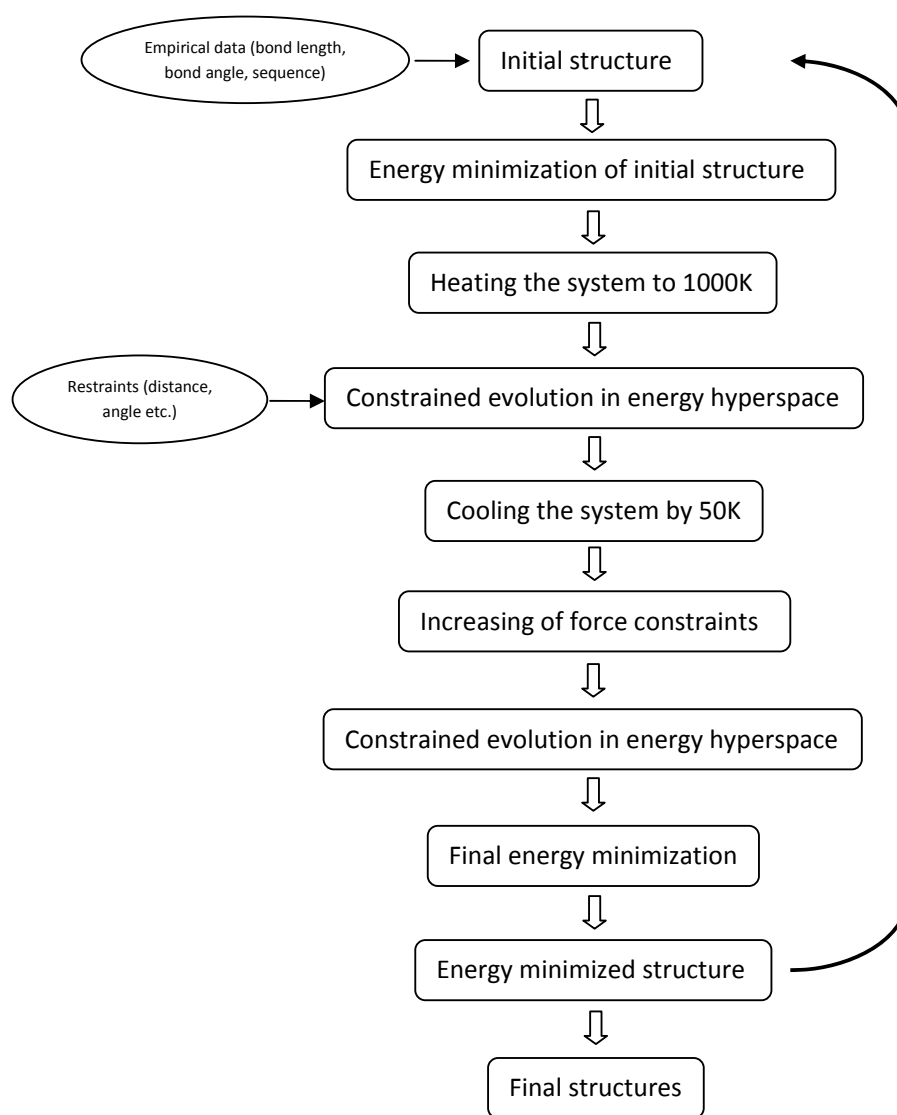 Empirical data (bond length,
bond angle, sequence)
Initial structure
Energy minimization of initial structure
Heating the system to 1000K
Restraints (distance,
angle etc.)
Constrained evolution in energy hyperspace
Cooling the system by 50K
Increasing of force constraints
Constrained evolution in energy hyperspace
Final energy minimization
Energy minimized structure
Final structures